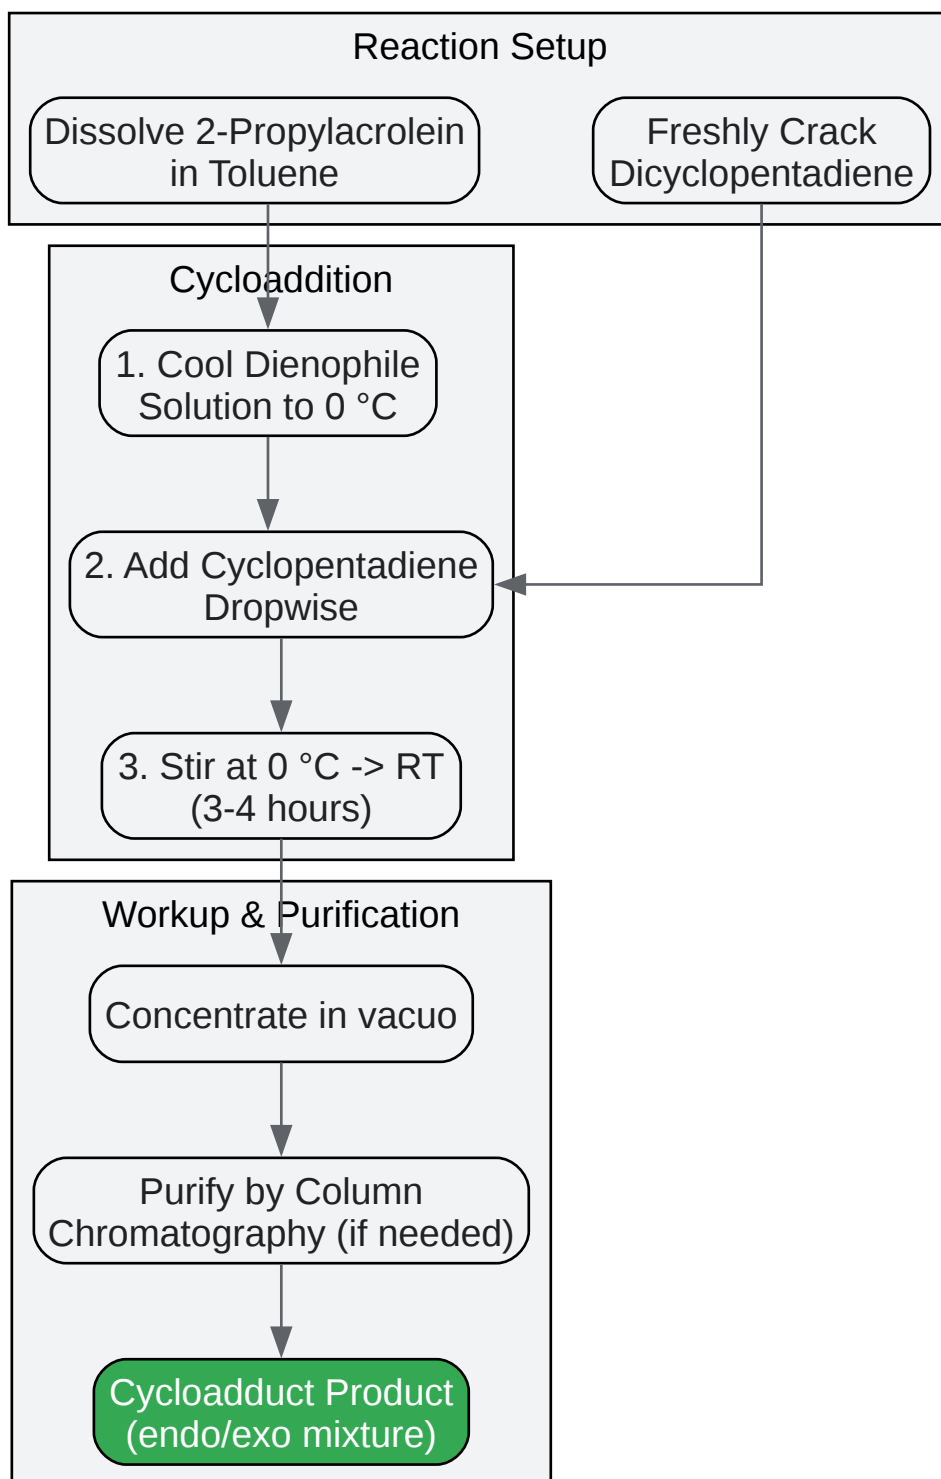 Reaction Setup
Dissolve 2-Propylacrolein
in Toluene
Freshly Crack
Dicyclopentadiene
Cycloaddition
1. Cool Dienophile
Solution to 0 °C
2. Add Cyclopentadiene
Dropwise
3. Stir at 0 °C -> RT
(3-4 hours)
Workup & Purification
Concentrate in vacuo
Purify by Column
Chromatography (if needed)
Cycloadduct Product
(endo/exo mixture)